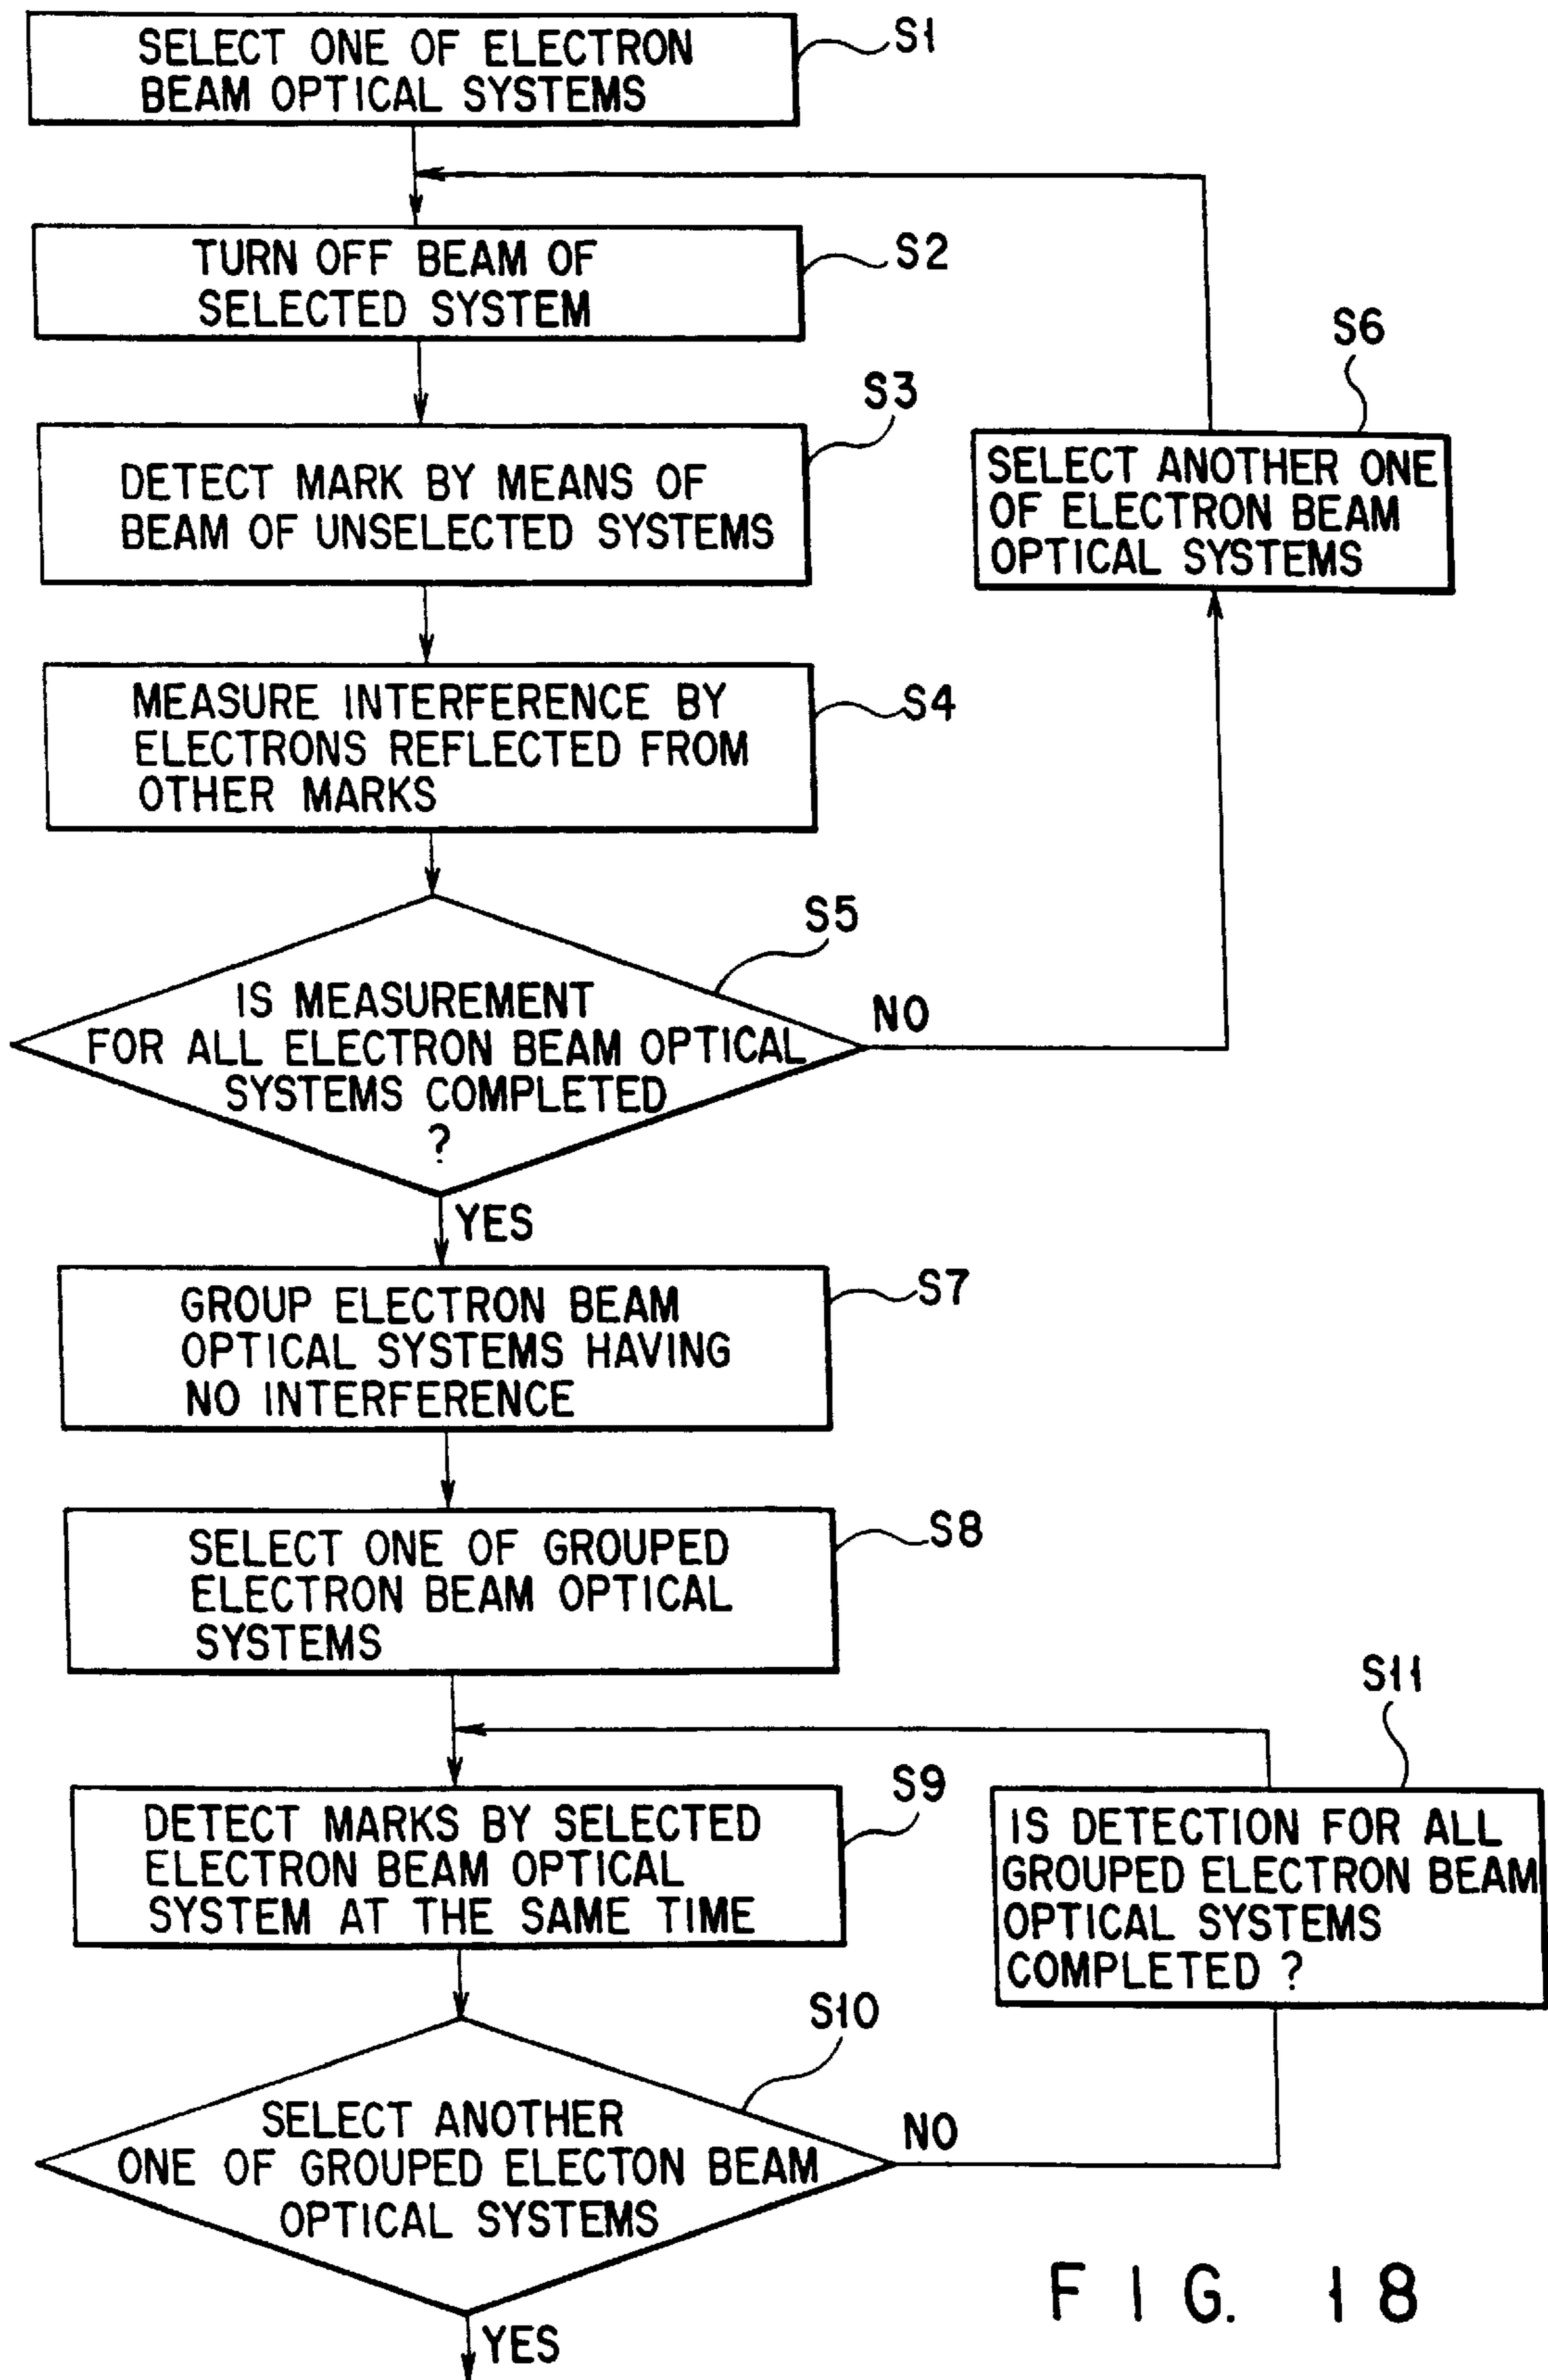 SELECT ONE OF ELECTRON
BEAM OPTICAL SYSTEMS
S1
TURN OFF BEAM OF
SELECTED SYSTEM
S2
DETECT MARK BY MEANS OF
BEAM OF UNSELECTED SYSTEMS
S3
SELECT ANOTHER ONE
OF ELECTRON BEAM
OPTICAL SYSTEMS
S6
MEASURE INTERFERENCE BY
ELECTRONS REFLECTED FROM
OTHER MARKS
S4
IS MEASUREMENT
FOR ALL ELECTRON BEAM OPTICAL
SYSTEMS COMPLETED
?
S5
NO
YES
GROUP ELECTRON BEAM
OPTICAL SYSTEMS HAVING
NO INTERFERENCE
S7
SELECT ONE OF GROUPED
ELECTRON BEAM OPTICAL
SYSTEMS
S8
DETECT MARKS BY SELECTED
ELECTRON BEAM OPTICAL
SYSTEM AT THE SAME TIME
S9
IS DETECTION FOR ALL
GROUPED ELECTRON BEAM
OPTICAL SYSTEMS
COMPLETED ?
S11
SELECT ANOTHER
ONE OF GROUPED ELECTON BEAM
OPTICAL SYSTEMS
S10
NO
YES
FIG. 18